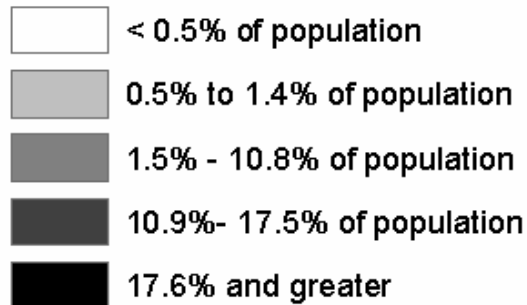 < 0.5% of population
0.5% to 1.4% of population
1.5% - 10.8% of population
10.9%- 17.5% of population
17.6% and greater